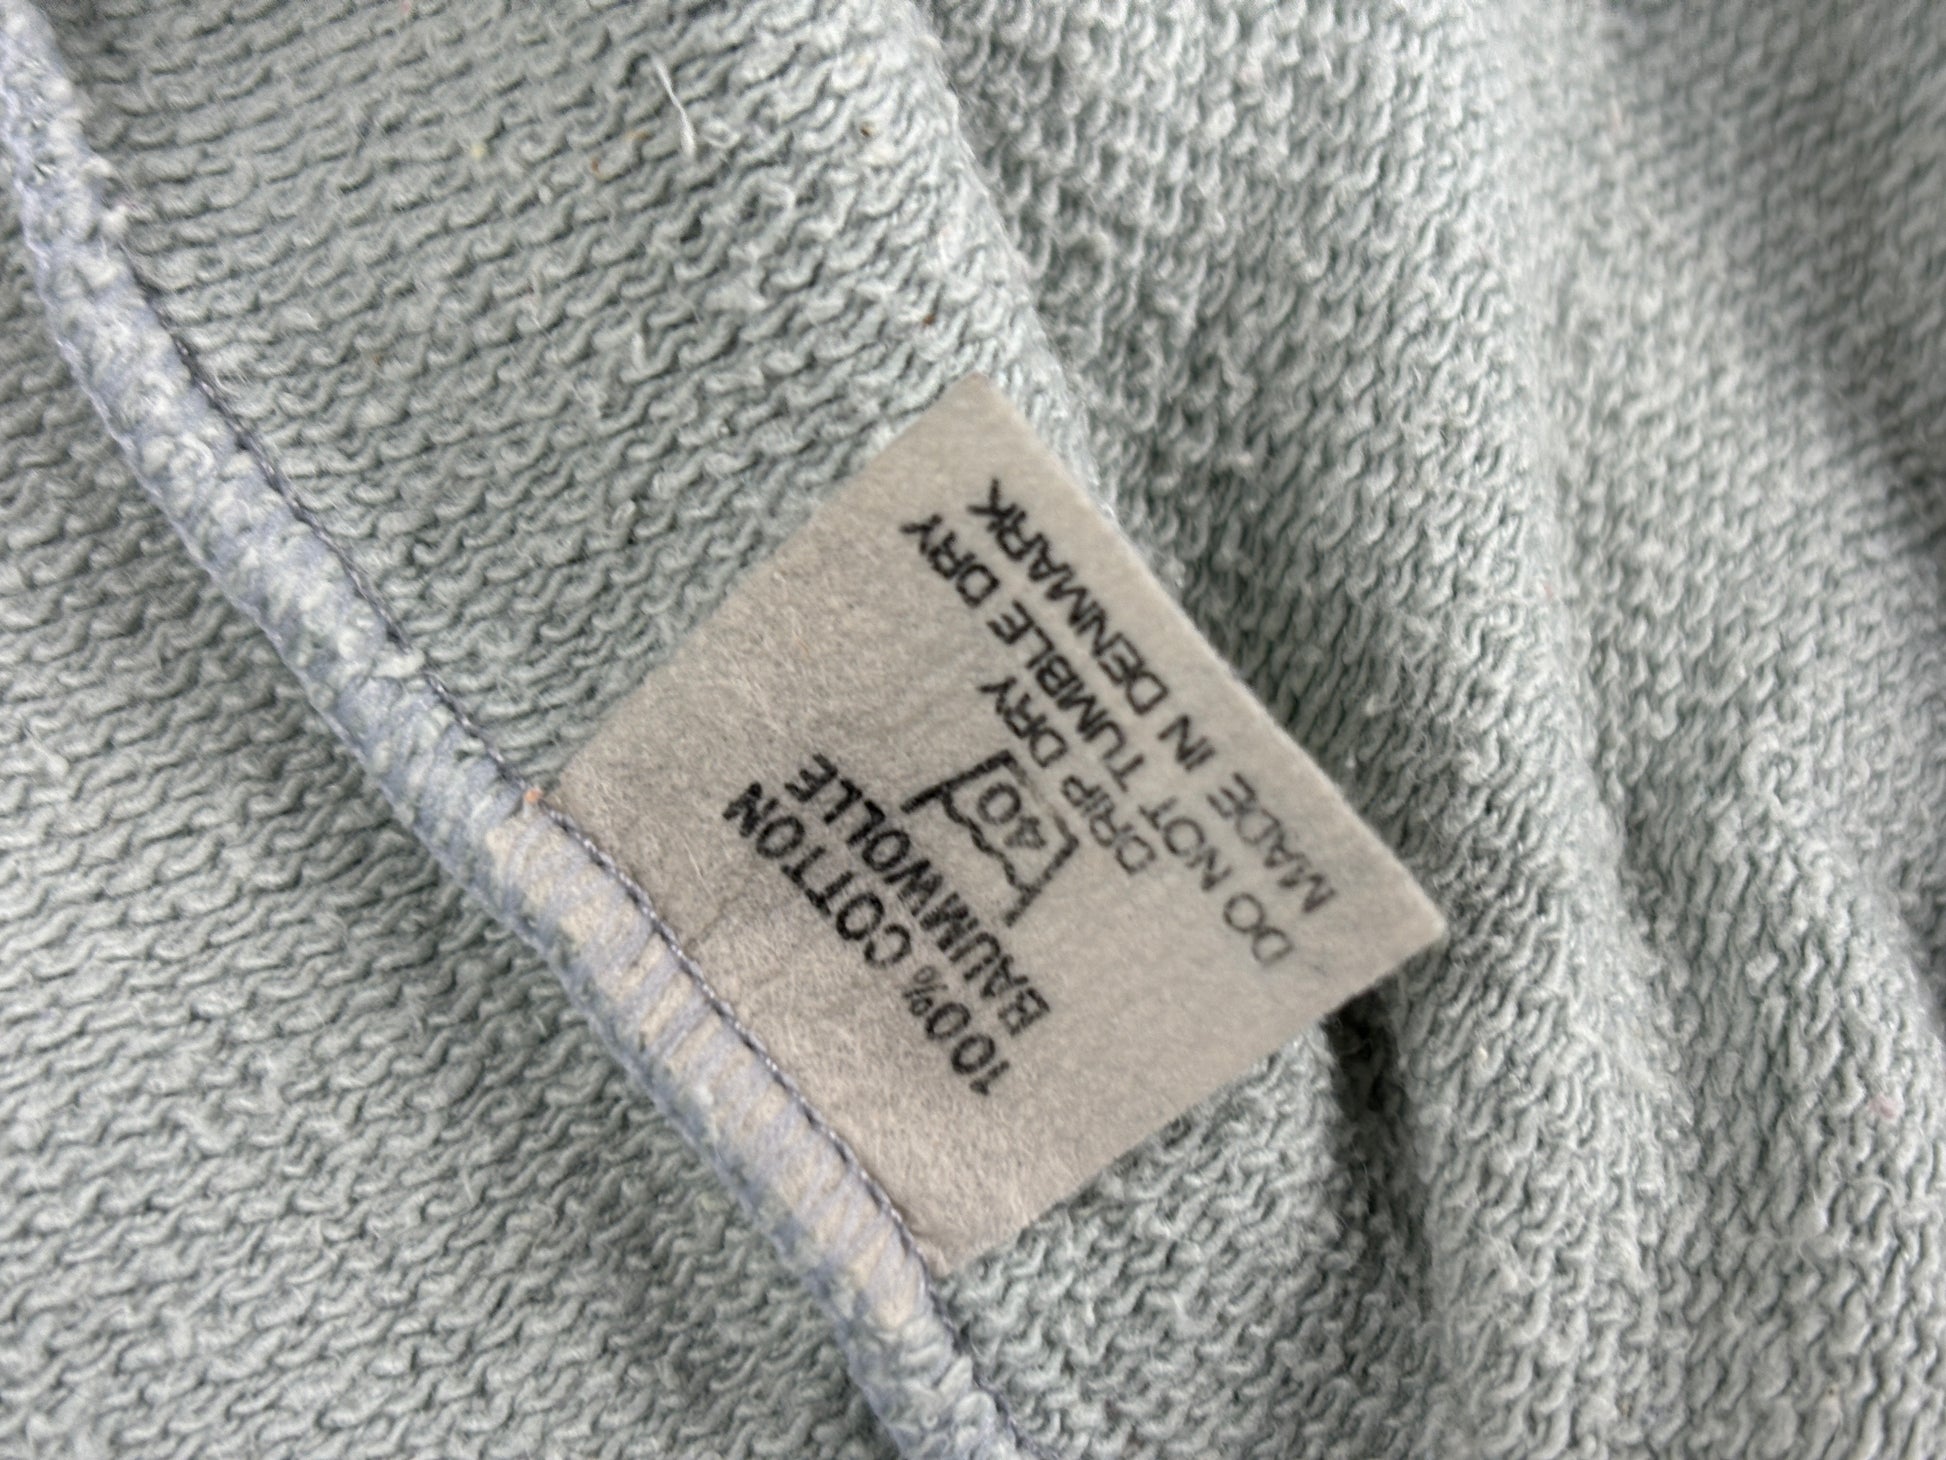 100% COTTON
BAUMWOLLE
40
DRIP DRY
DO NOT TUMBLE DRY
MADE IN DENMARK